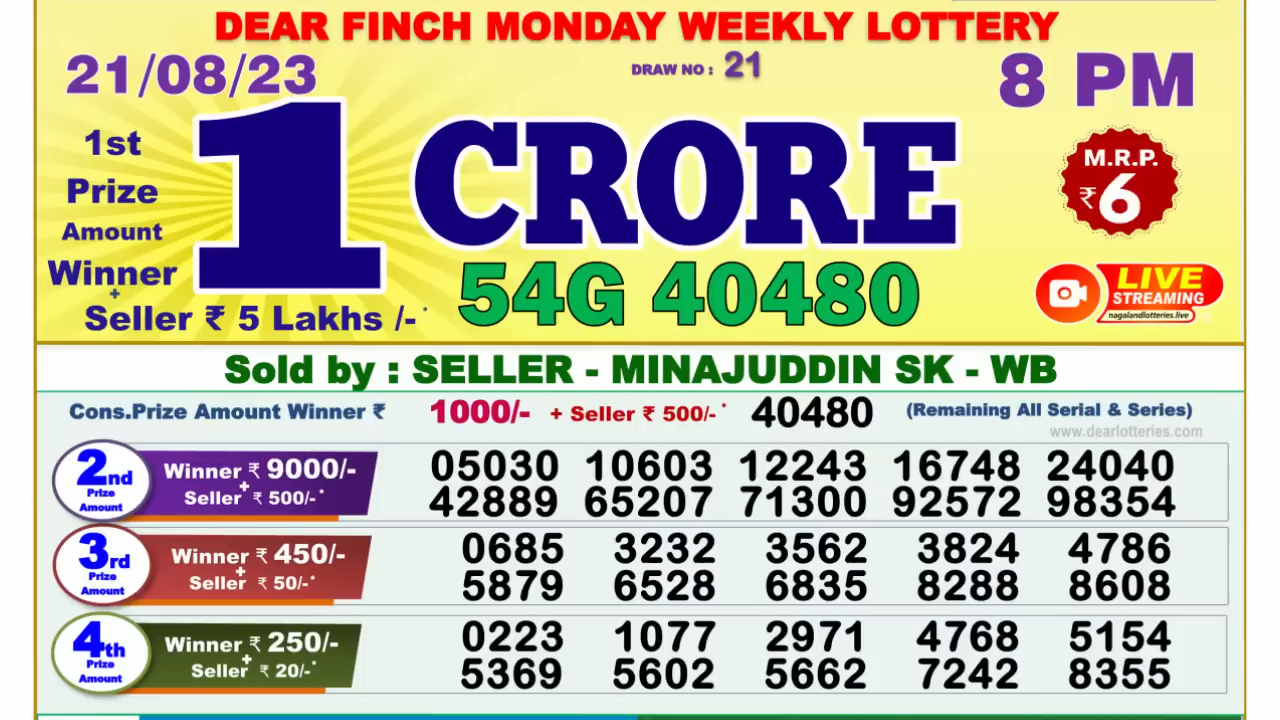 DEAR FINCH MONDAY WEEKLY LOTTERY
21/08/23
DRAW NO : 21
8 PM
1st
Prize
Amount
Winner
+
Seller ₹ 5 Lakhs /-*
1 CRORE
54G 40480
M.R.P.
₹6
LIVE
STREAMING
nagalandlotteries.live
Sold by : SELLER - MINAJUDDIN SK - WB
Cons.Prize Amount Winner ₹ 1000/- + Seller ₹ 500/-* 40480 (Remaining All Serial & Series)
www.dearlotteries.com
2nd
Prize
Amount
Winner ₹ 9000/-
+
Seller ₹ 500/-*
05030 10603 12243 16748 24040
42889 65207 71300 92572 98354
3rd
Prize
Amount
Winner ₹ 450/-
+
Seller ₹ 50/-*
0685 3232 3562 3824 4786
5879 6528 6835 8288 8608
4th
Prize
Amount
Winner ₹ 250/-
+
Seller ₹ 20/-*
0223 1077 2971 4768 5154
5369 5602 5662 7242 8355